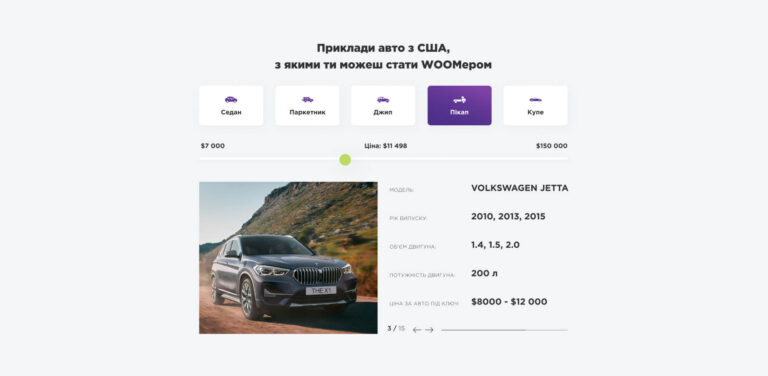 Приклади авто з США,
з якими ти можеш стати WOOMером
Седан
Паркетник
Джип
Пікап
Купе
$7 000
Ціна: $11 498
$150 000
МОДЕЛЬ:
VOLKSWAGEN JETTA
РІК ВИПУСКУ:
2010, 2013, 2015
ОБ'ЄМ ДВИГУНА:
1.4, 1.5, 2.0
ПОТУЖНІСТЬ ДВИГУНА:
200 л
ЦІНА ЗА АВТО ПІД КЛЮЧ:
$8000 - $12 000
THE X1
3 / 15